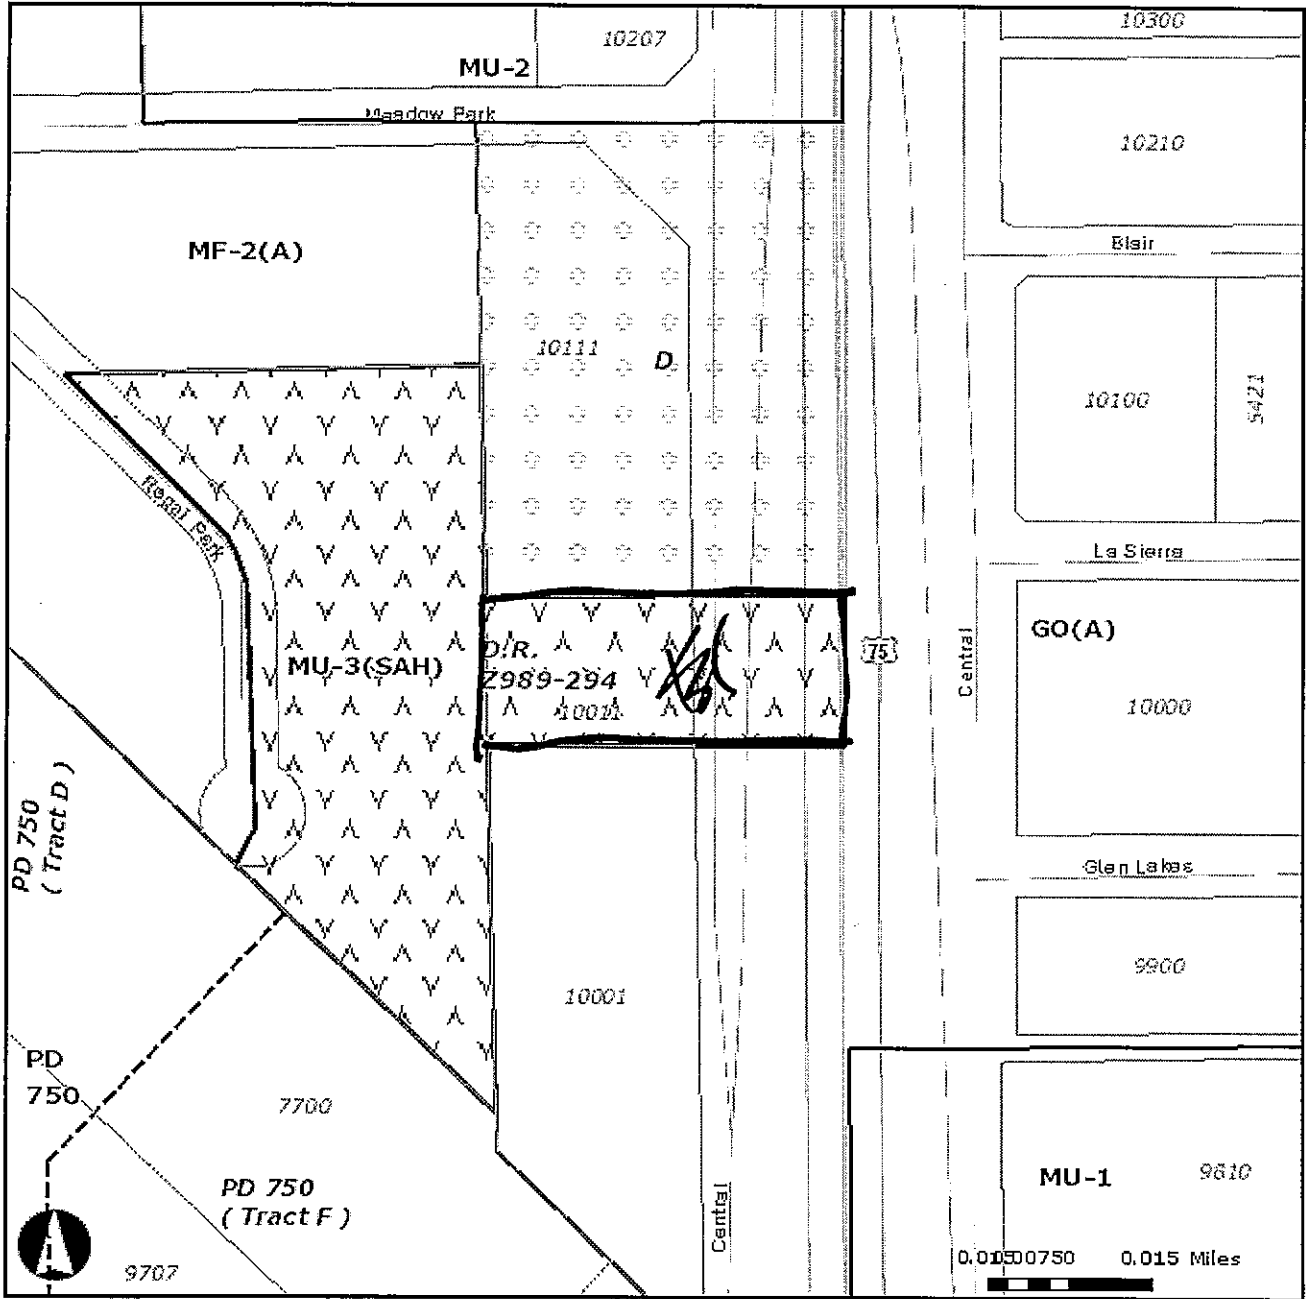 10300
10207
MU-2
Meadow Park
10210
MF-2(A)
Blair
10111
D
10100
5421
Regal Park
La Sierra
GO(A)
D.R.
Z989-294
MU-3(SAH)
75
Central
10011
10000
PD 750
( Tract D )
Glen Lakes
9900
10001
PD
750
7700
PD 750
( Tract F )
Central
MU-1
9810
9707
0.015 Miles